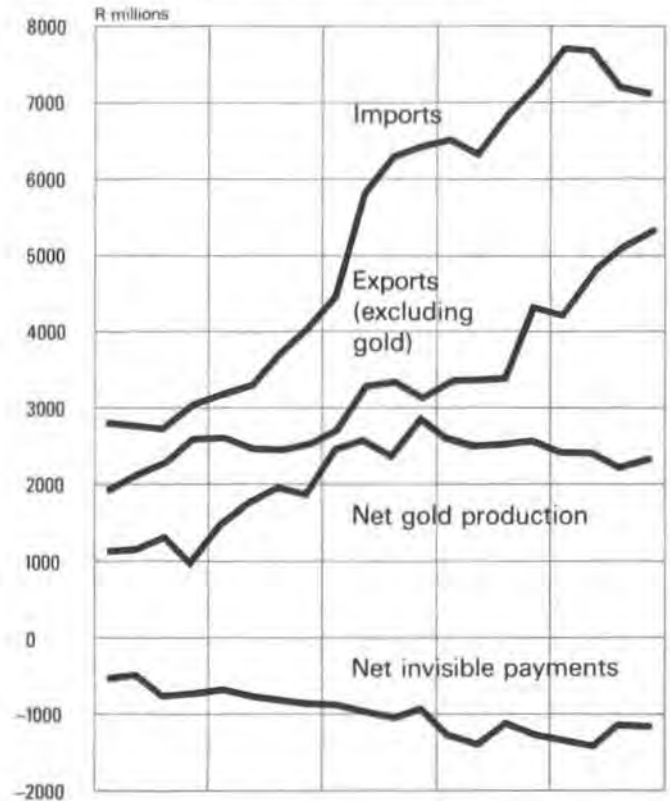 R millions
8000
7000
Imports
6000
5000
Exports
(excluding
gold)
4000
3000
2000
Net gold production
1000
0
Net invisible payments
-1000
-2000